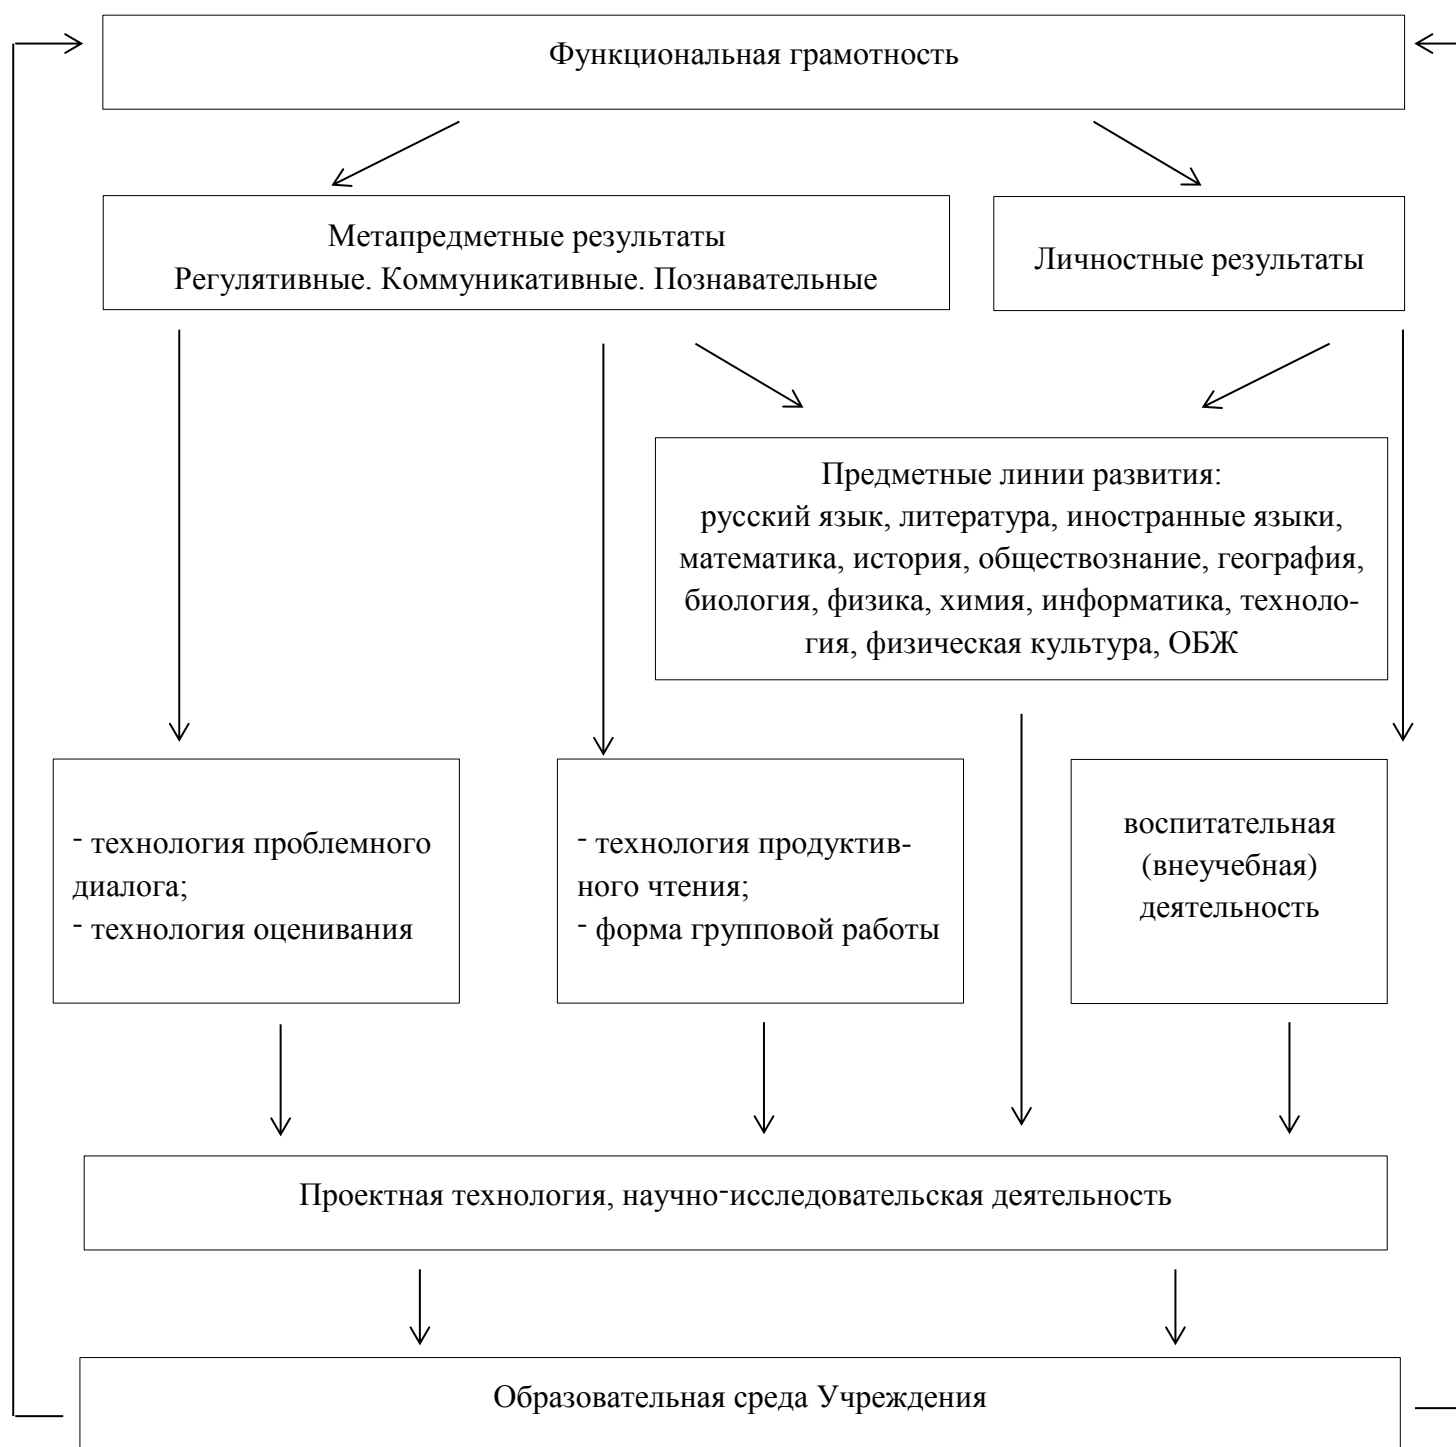 Функциональная грамотность
Метапредметные результаты
Регулятивные. Коммуникативные. Познавательные
Личностные результаты
Предметные линии развития:
русский язык, литература, иностранные языки,
математика, история, обществознание, география,
биология, физика, химия, информатика, техноло-
гия, физическая культура, ОБЖ
- технология проблемного
диалога;
- технология оценивания
- технология продуктив-
ного чтения;
- форма групповой работы
воспитательная
(внеучебная)
деятельность
Проектная технология, научно-исследовательская деятельность
Образовательная среда Учреждения